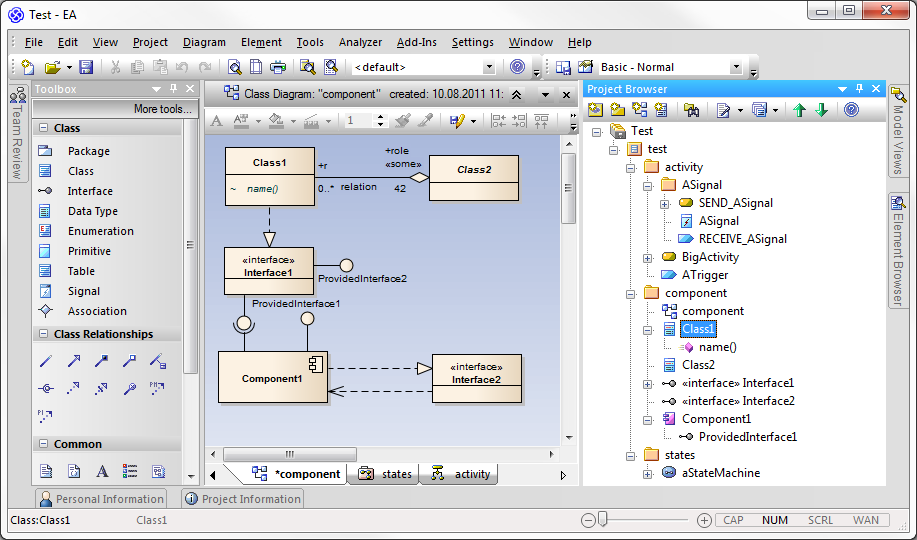 Test - EA
File Edit View Project Diagram Element Tools Analyzer Add-Ins Settings Window Help
<default>
Basic - Normal
Team Review
Toolbox
More tools...
Class
Package
Class
Interface
Data Type
Enumeration
Primitive
Table
Signal
Association
Class Relationships
Common
Class Diagram: "component" created: 10.08.2011 11:
1
Class1
~ name()
+r
0..*
relation
+role
«some»
42
Class2
«interface»
Interface1
ProvidedInterface2
ProvidedInterface1
Component1
«interface»
Interface2
*component
states
activity
Project Browser
Test
test
activity
ASignal
SEND_ASignal
ASignal
RECEIVE_ASignal
BigActivity
ATrigger
component
component
Class1
name()
Class2
«interface» Interface1
«interface» Interface2
Component1
ProvidedInterface1
states
aStateMachine
Model Views
Element Browser
Personal Information
Project Information
Class:Class1
Class1
CAP NUM SCRL WAN